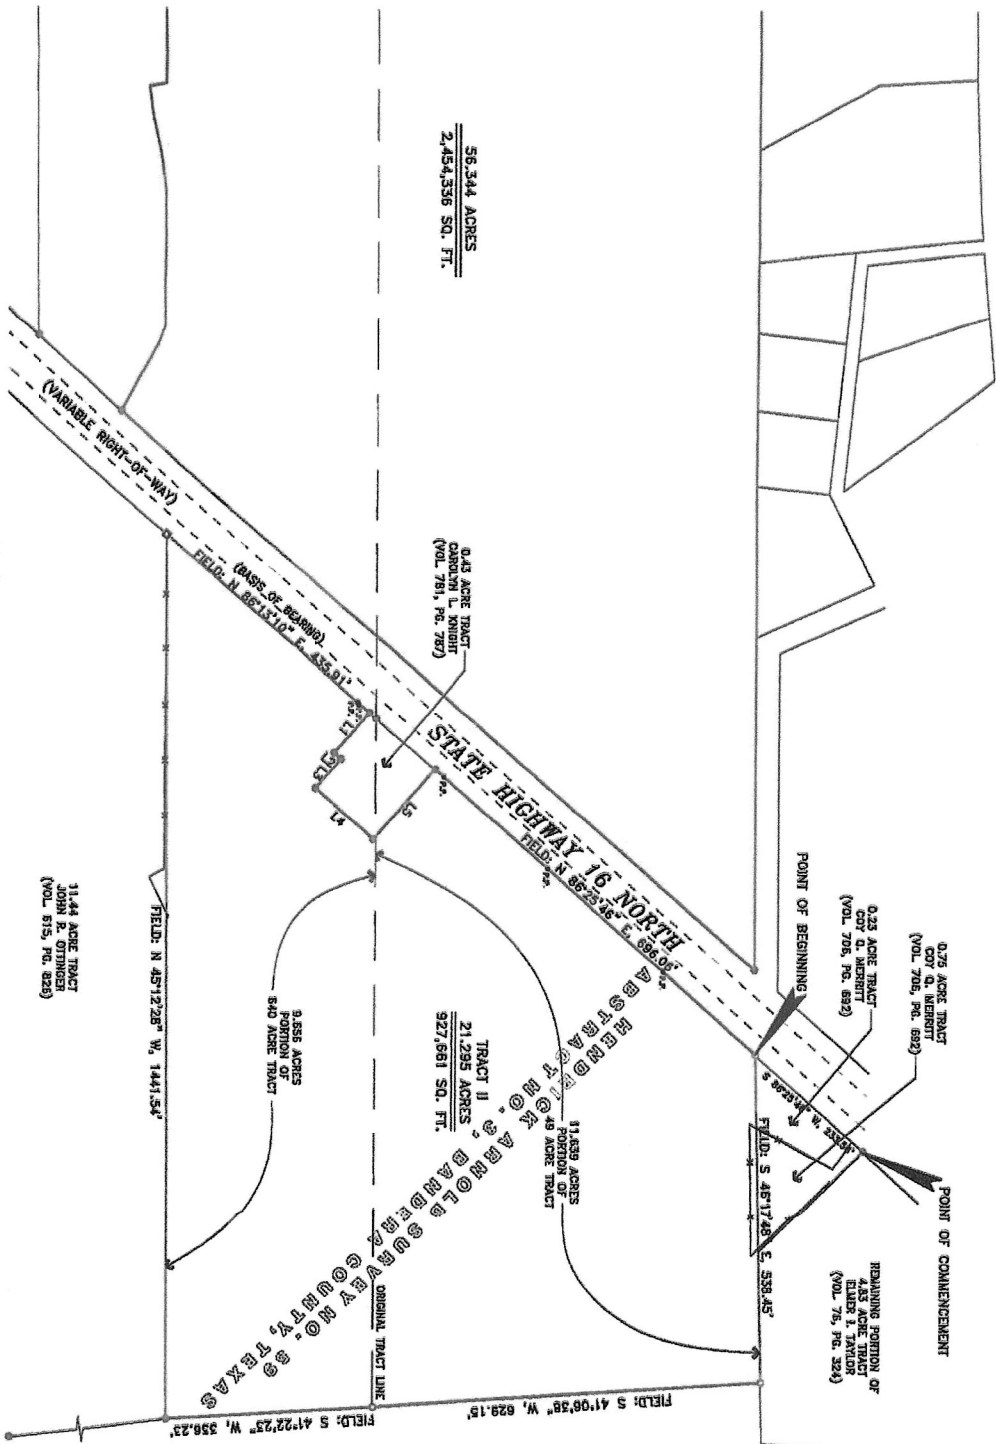 56.344 ACRES
2,454,336 SQ. FT.
(VARIABLE RIGHT-OF-WAY)
(BASIS OF BEARING)
FIELD: N 86°13'10" E, 435.91'
0.43 ACRE TRACT
CAROLYN L. KNIGHT
(VOL. 781, PG. 787)
STATE HIGHWAY 16 NORTH
FIELD: N 86°25'46" E, 696.06'
P.P.
P.P.
P.P.
P.P.
L1
L3
L4
L5
POINT OF BEGINNING
0.23 ACRE TRACT
COY Q. MERRITT
(VOL. 706, PG. 692)
0.75 ACRE TRACT
COY Q. MERRITT
(VOL. 706, PG. 692)
POINT OF COMMENCEMENT
REMAINING PORTION OF
4.83 ACRE TRACT
ELMER TAYLOR
(VOL. 76, PG. 324)
FIELD: S 46°17'48" E, 538.45'
HENDRICK ARNOLD SURVEY NO. 59
ABSTRACT NO. 3, BANDERA COUNTY, TEXAS
TRACT II
21.295 ACRES
927,661 SQ. FT.
11.639 ACRES
PORTION OF
49 ACRE TRACT
9.656 ACRES
PORTION OF
640 ACRE TRACT
ORIGINAL TRACT LINE
FIELD: N 45°12'28" W, 1441.54'
11.44 ACRE TRACT
JOHN R. OTTINGER
(VOL. 515, PG. 826)
FIELD: S 41°22'23" W, 356.23'
FIELD: S 41°06'38" W, 629.15'